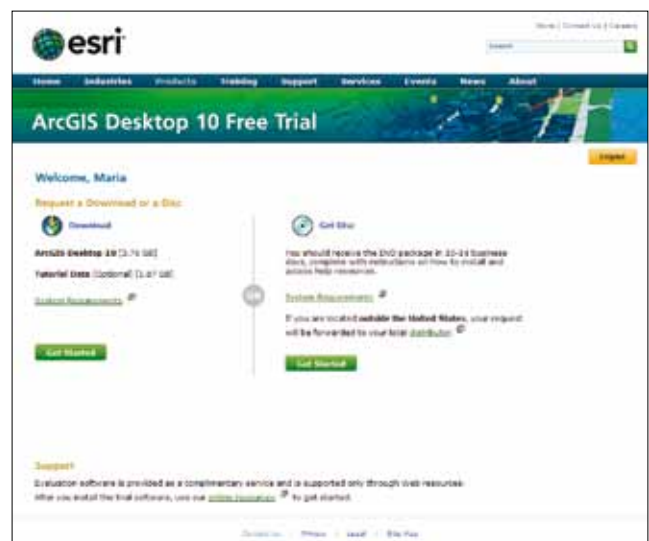 Home | Contact Us | Careers
esri
Search
Home Industries Products Training Support Services Events News About
ArcGIS Desktop 10 Free Trial
Logout
Welcome, Maria
Request a Download or a Disc
Download
ArcGIS Desktop 10
Tutorial Data (Optional)
System Requirements
Get Started
OR
Get Disc
You should receive the DVD package in business
days, complete with instructions on how to install and
access help resources.
System Requirements
If you are located outside the United States, your request
will be forwarded to your local distributor.
Get Started
Support
Evaluation software is provided as a complimentary service and is supported only through Web resources.
After you install the trial software, use our online resources to get started.
Contact Us | Privacy | Legal | Site Map